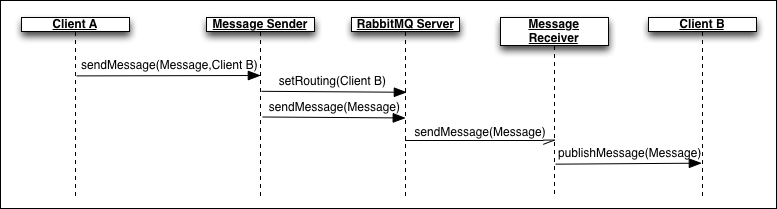 Client A
Message Sender
RabbitMQ Server
Message
Receiver
Client B
sendMessage(Message,Client B)
setRouting(Client B)
sendMessage(Message)
sendMessage(Message)
publishMessage(Message)